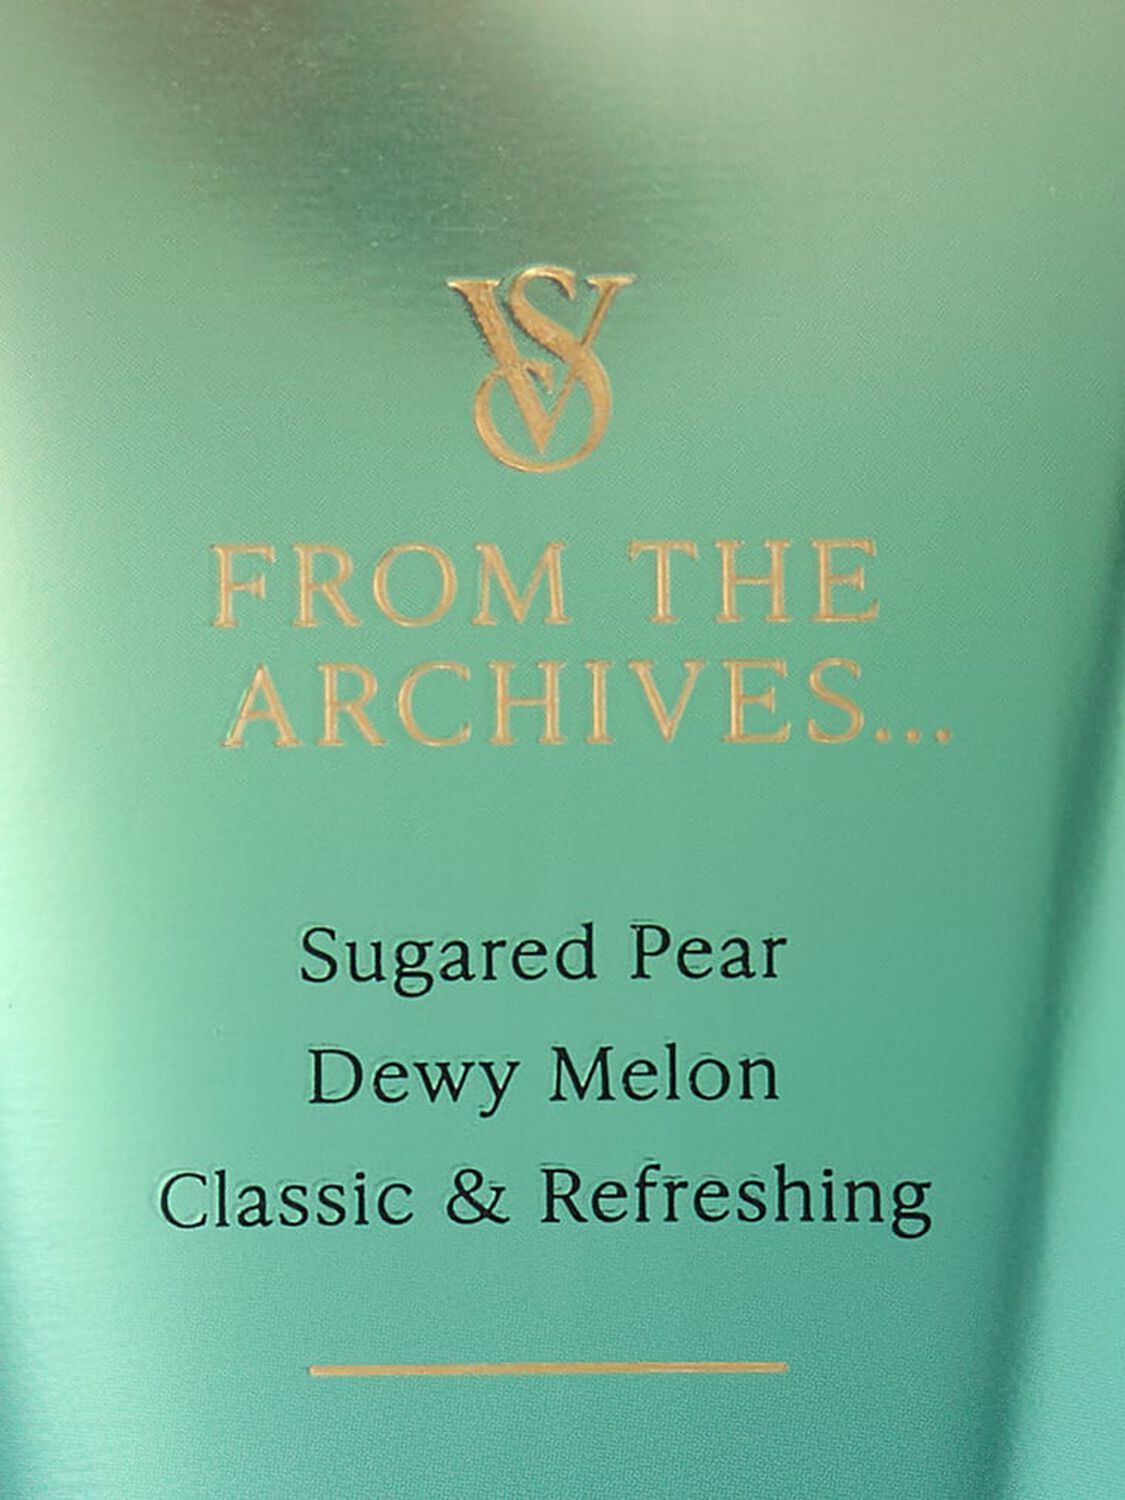 VS
FROM THE
ARCHIVES...
Sugared Pear
Dewy Melon
Classic & Refreshing